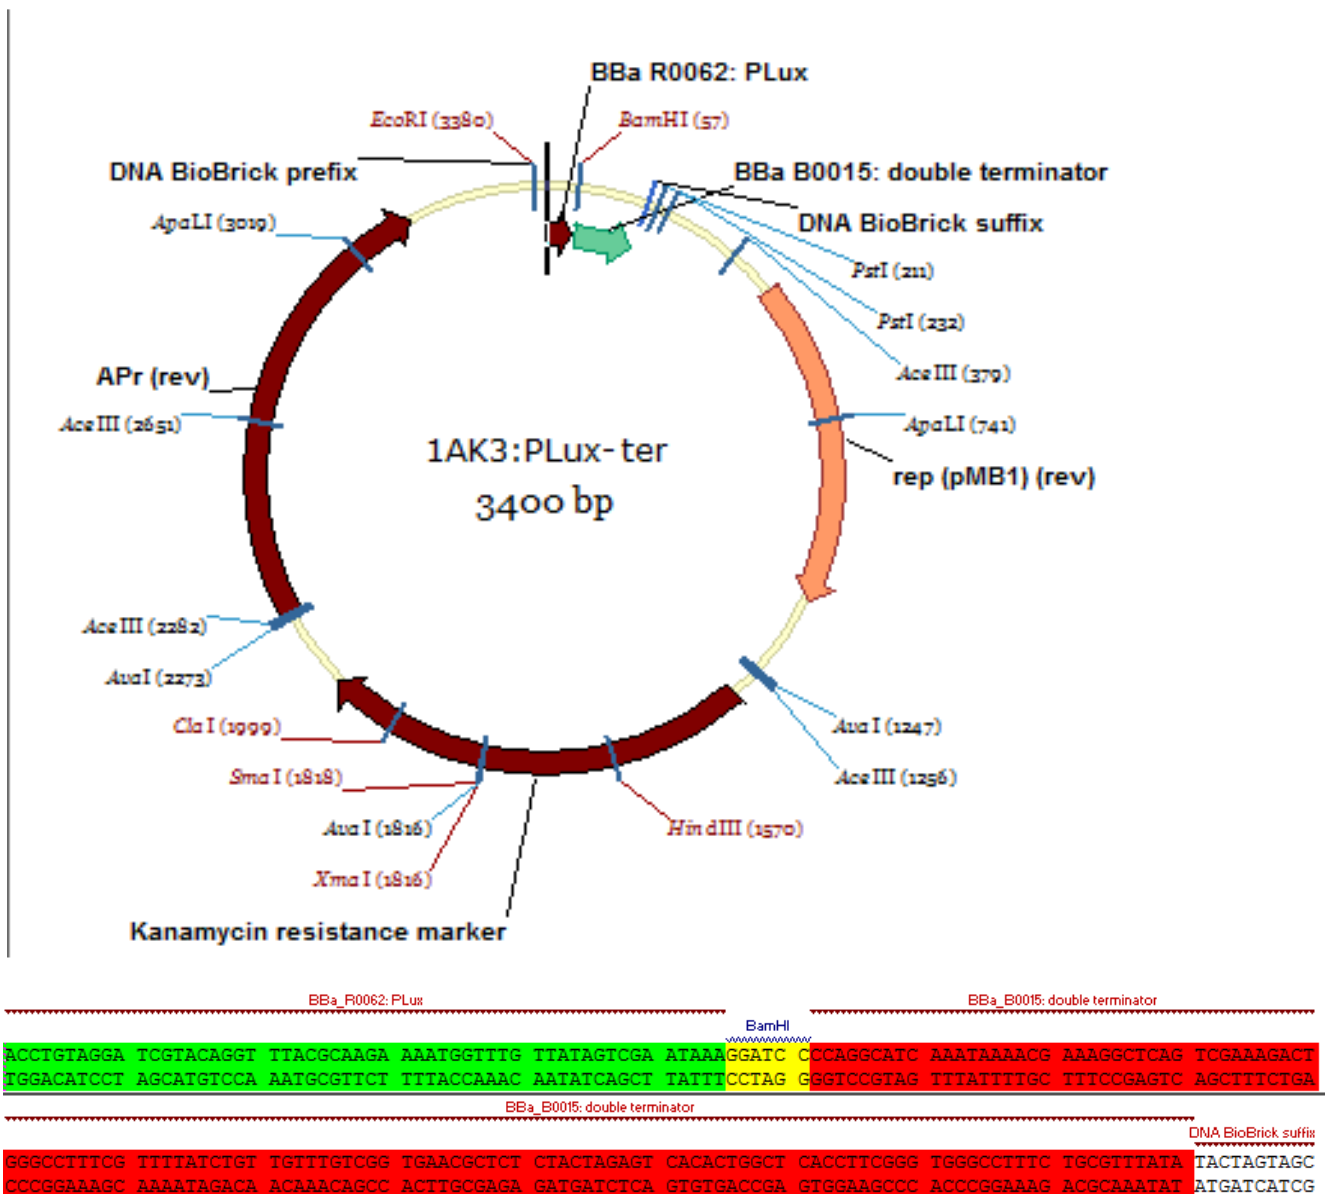 BBa R0062: PLux
EcoRI (3380)
BamHI (57)
DNA BioBrick prefix
BBa B0015: double terminator
ApaLI (3019)
DNA BioBrick suffix
PstI (211)
PstI (232)
APr (rev)
AceIII (379)
AceIII (2651)
ApaLI (741)
1AK3:PLux-ter
rep (pMB1) (rev)
3400 bp
AceIII (2282)
AvaI (2273)
ClaI (1999)
AvaI (1247)
SmaI (1818)
AceIII (1256)
AvaI (1816)
HindIII (1570)
XmaI (1816)
Kanamycin resistance marker
BBa_R0062: PLux
BBa_B0015: double terminator
BamHI
ACCTGTAGGA TCGTACAGGT TTACGCAAGA AAATGGTTTG TTATAGTCGA ATAAAGGATC C CCAGGCATC AAATAAAACG AAAGGCTCAG TCGAAAGACT
TGGACATCCT AGCATGTCCA AATGCGTTCT TTTACCAAAC AATATCAGCT TATTTCCTAG G GGTCCGTAG TTTATTTTGC TTTCCGAGTC AGCTTTCTGA
BBa_B0015: double terminator
DNA BioBrick suffix
GGGCCTTTCG TTTTATCTGT TGTTTGTCGG TGAACGCTCT CTACTAGAGT CACACTGGCT CACCTTCGGG TGGGCCTTTC TGCGTTTATA TACTAGTAGC
CCCGGAAAGC AAAATAGACA ACAAACAGCC ACTTGCGAGA GATGATCTCA GTGTGACCGA GTGGAAGCCC ACCCGGAAAG ACGCAAATAT ATGATCATCG